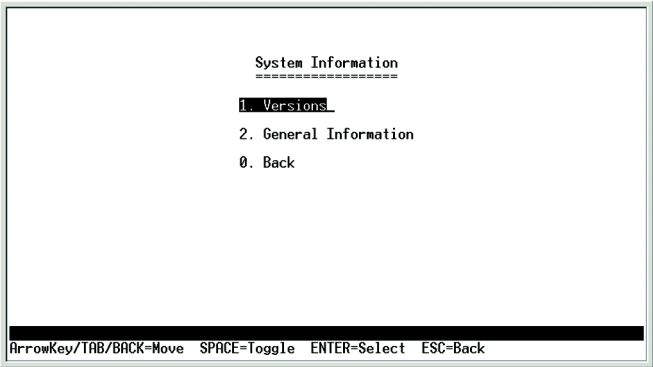 System Information
==================
1. Versions_
2. General Information
0. Back
ArrowKey/TAB/BACK=Move  SPACE=Toggle  ENTER=Select  ESC=Back